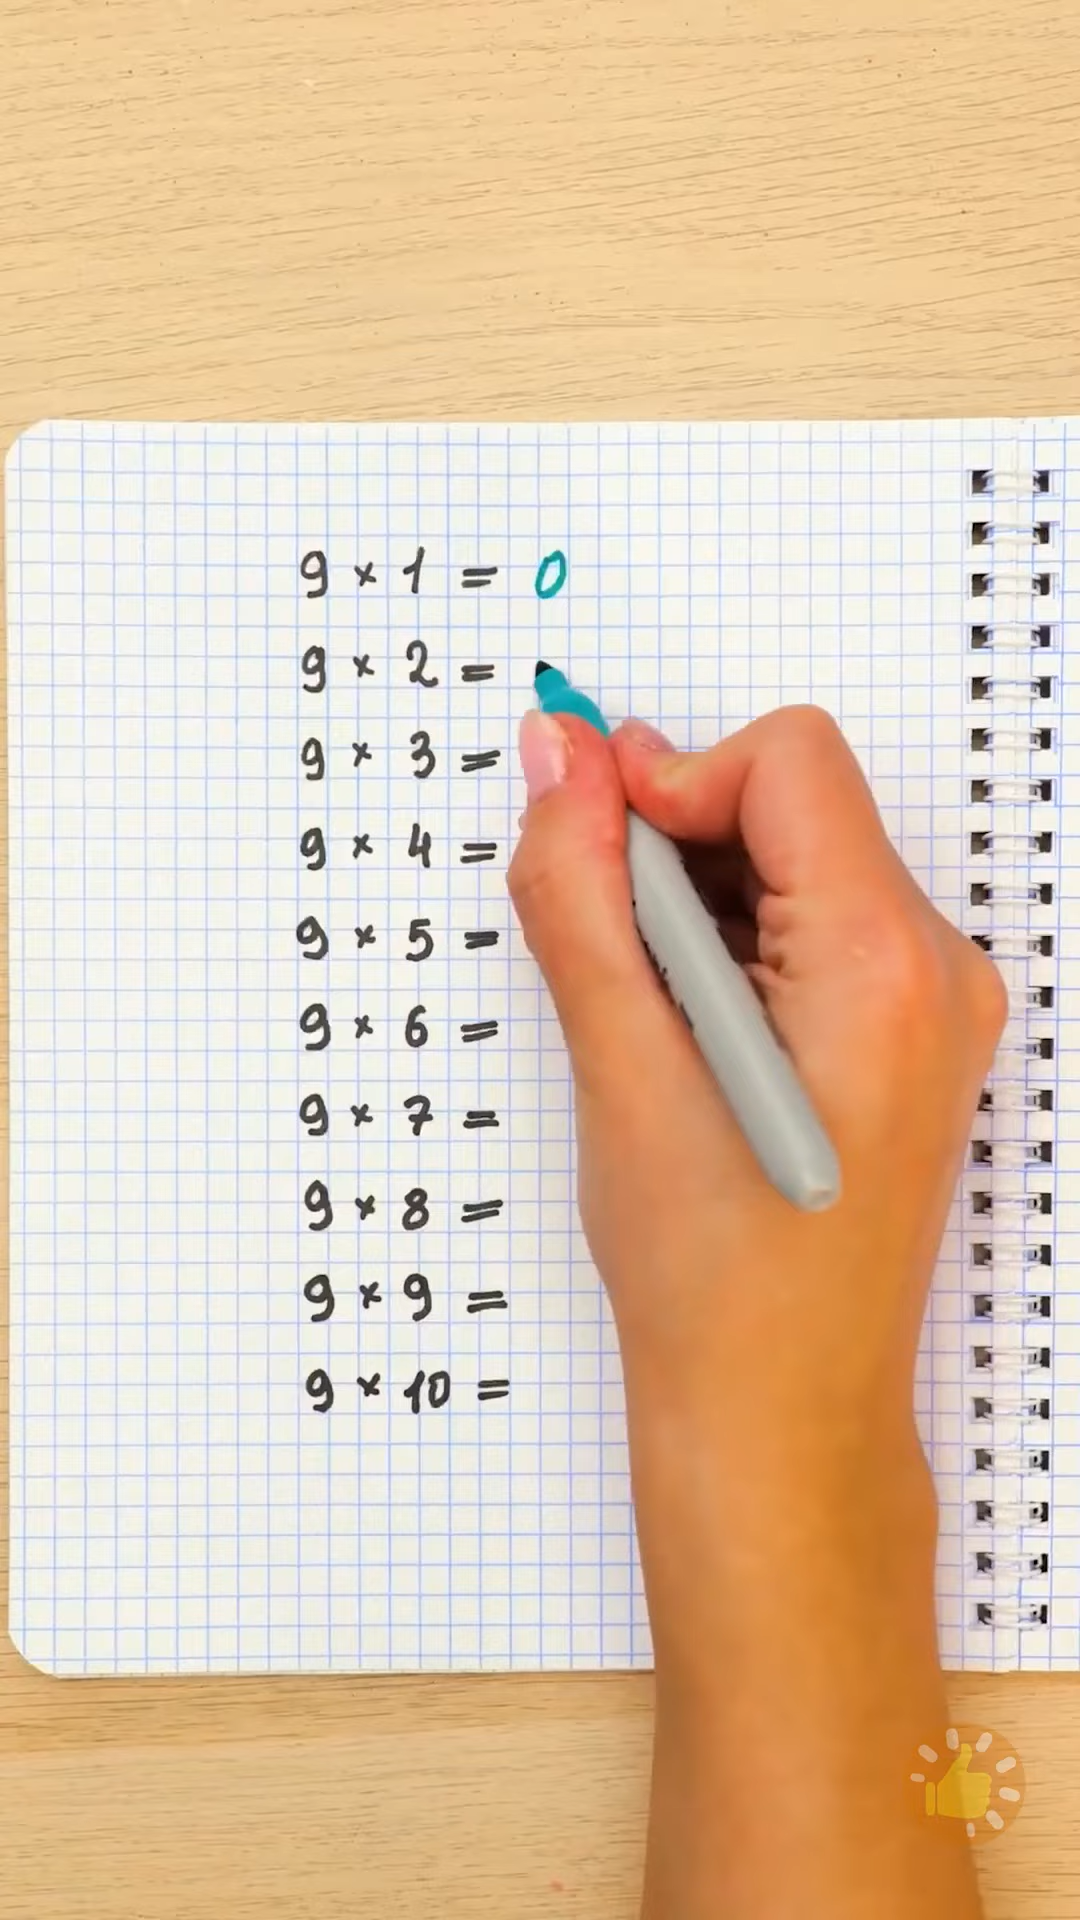 9 × 1 = 0
9 × 2 =
9 × 3 =
9 × 4 =
9 × 5 =
9 × 6 =
9 × 7 =
9 × 8 =
9 × 9 =
9 × 10 =